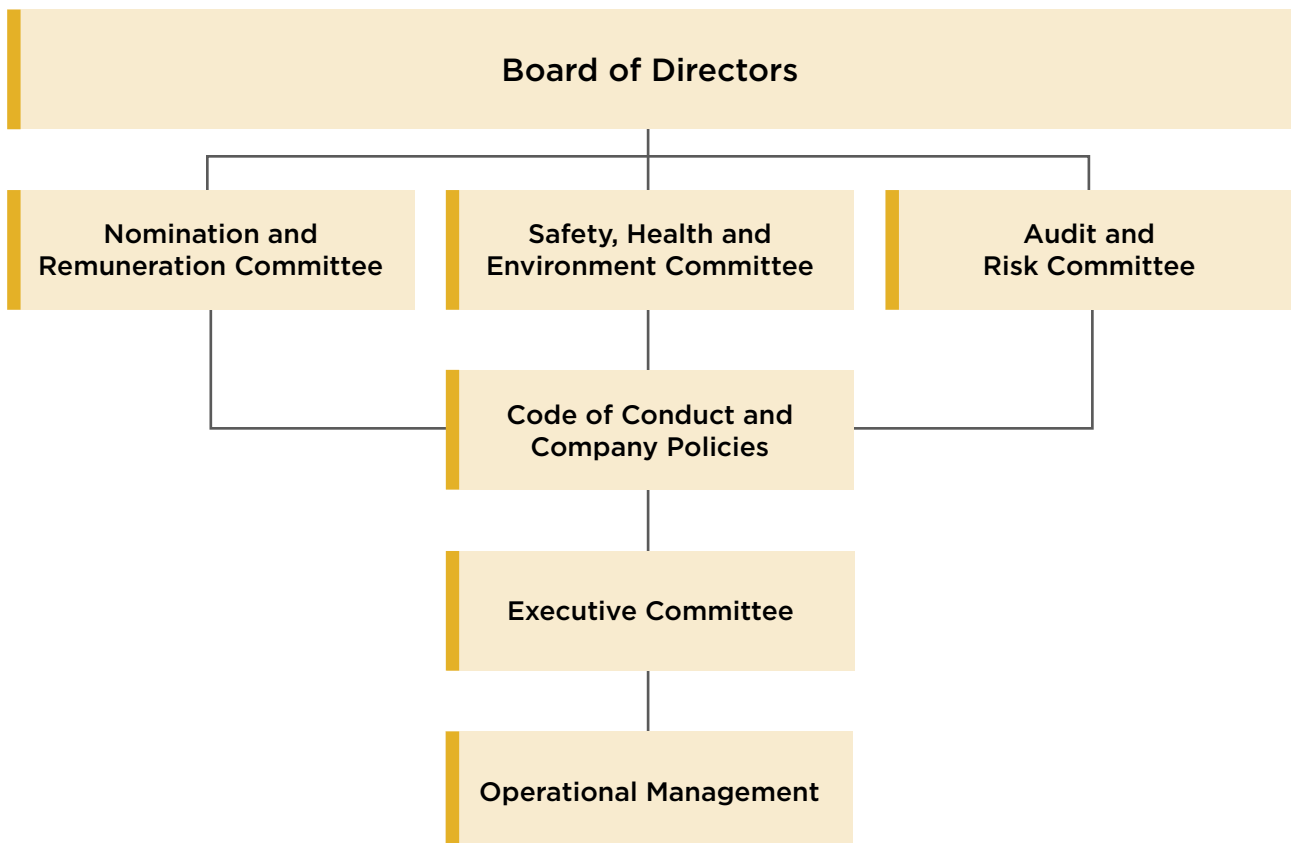 Board of Directors
Nomination and
Remuneration Committee
Safety, Health and
Environment Committee
Audit and
Risk Committee
Code of Conduct and
Company Policies
Executive Committee
Operational Management